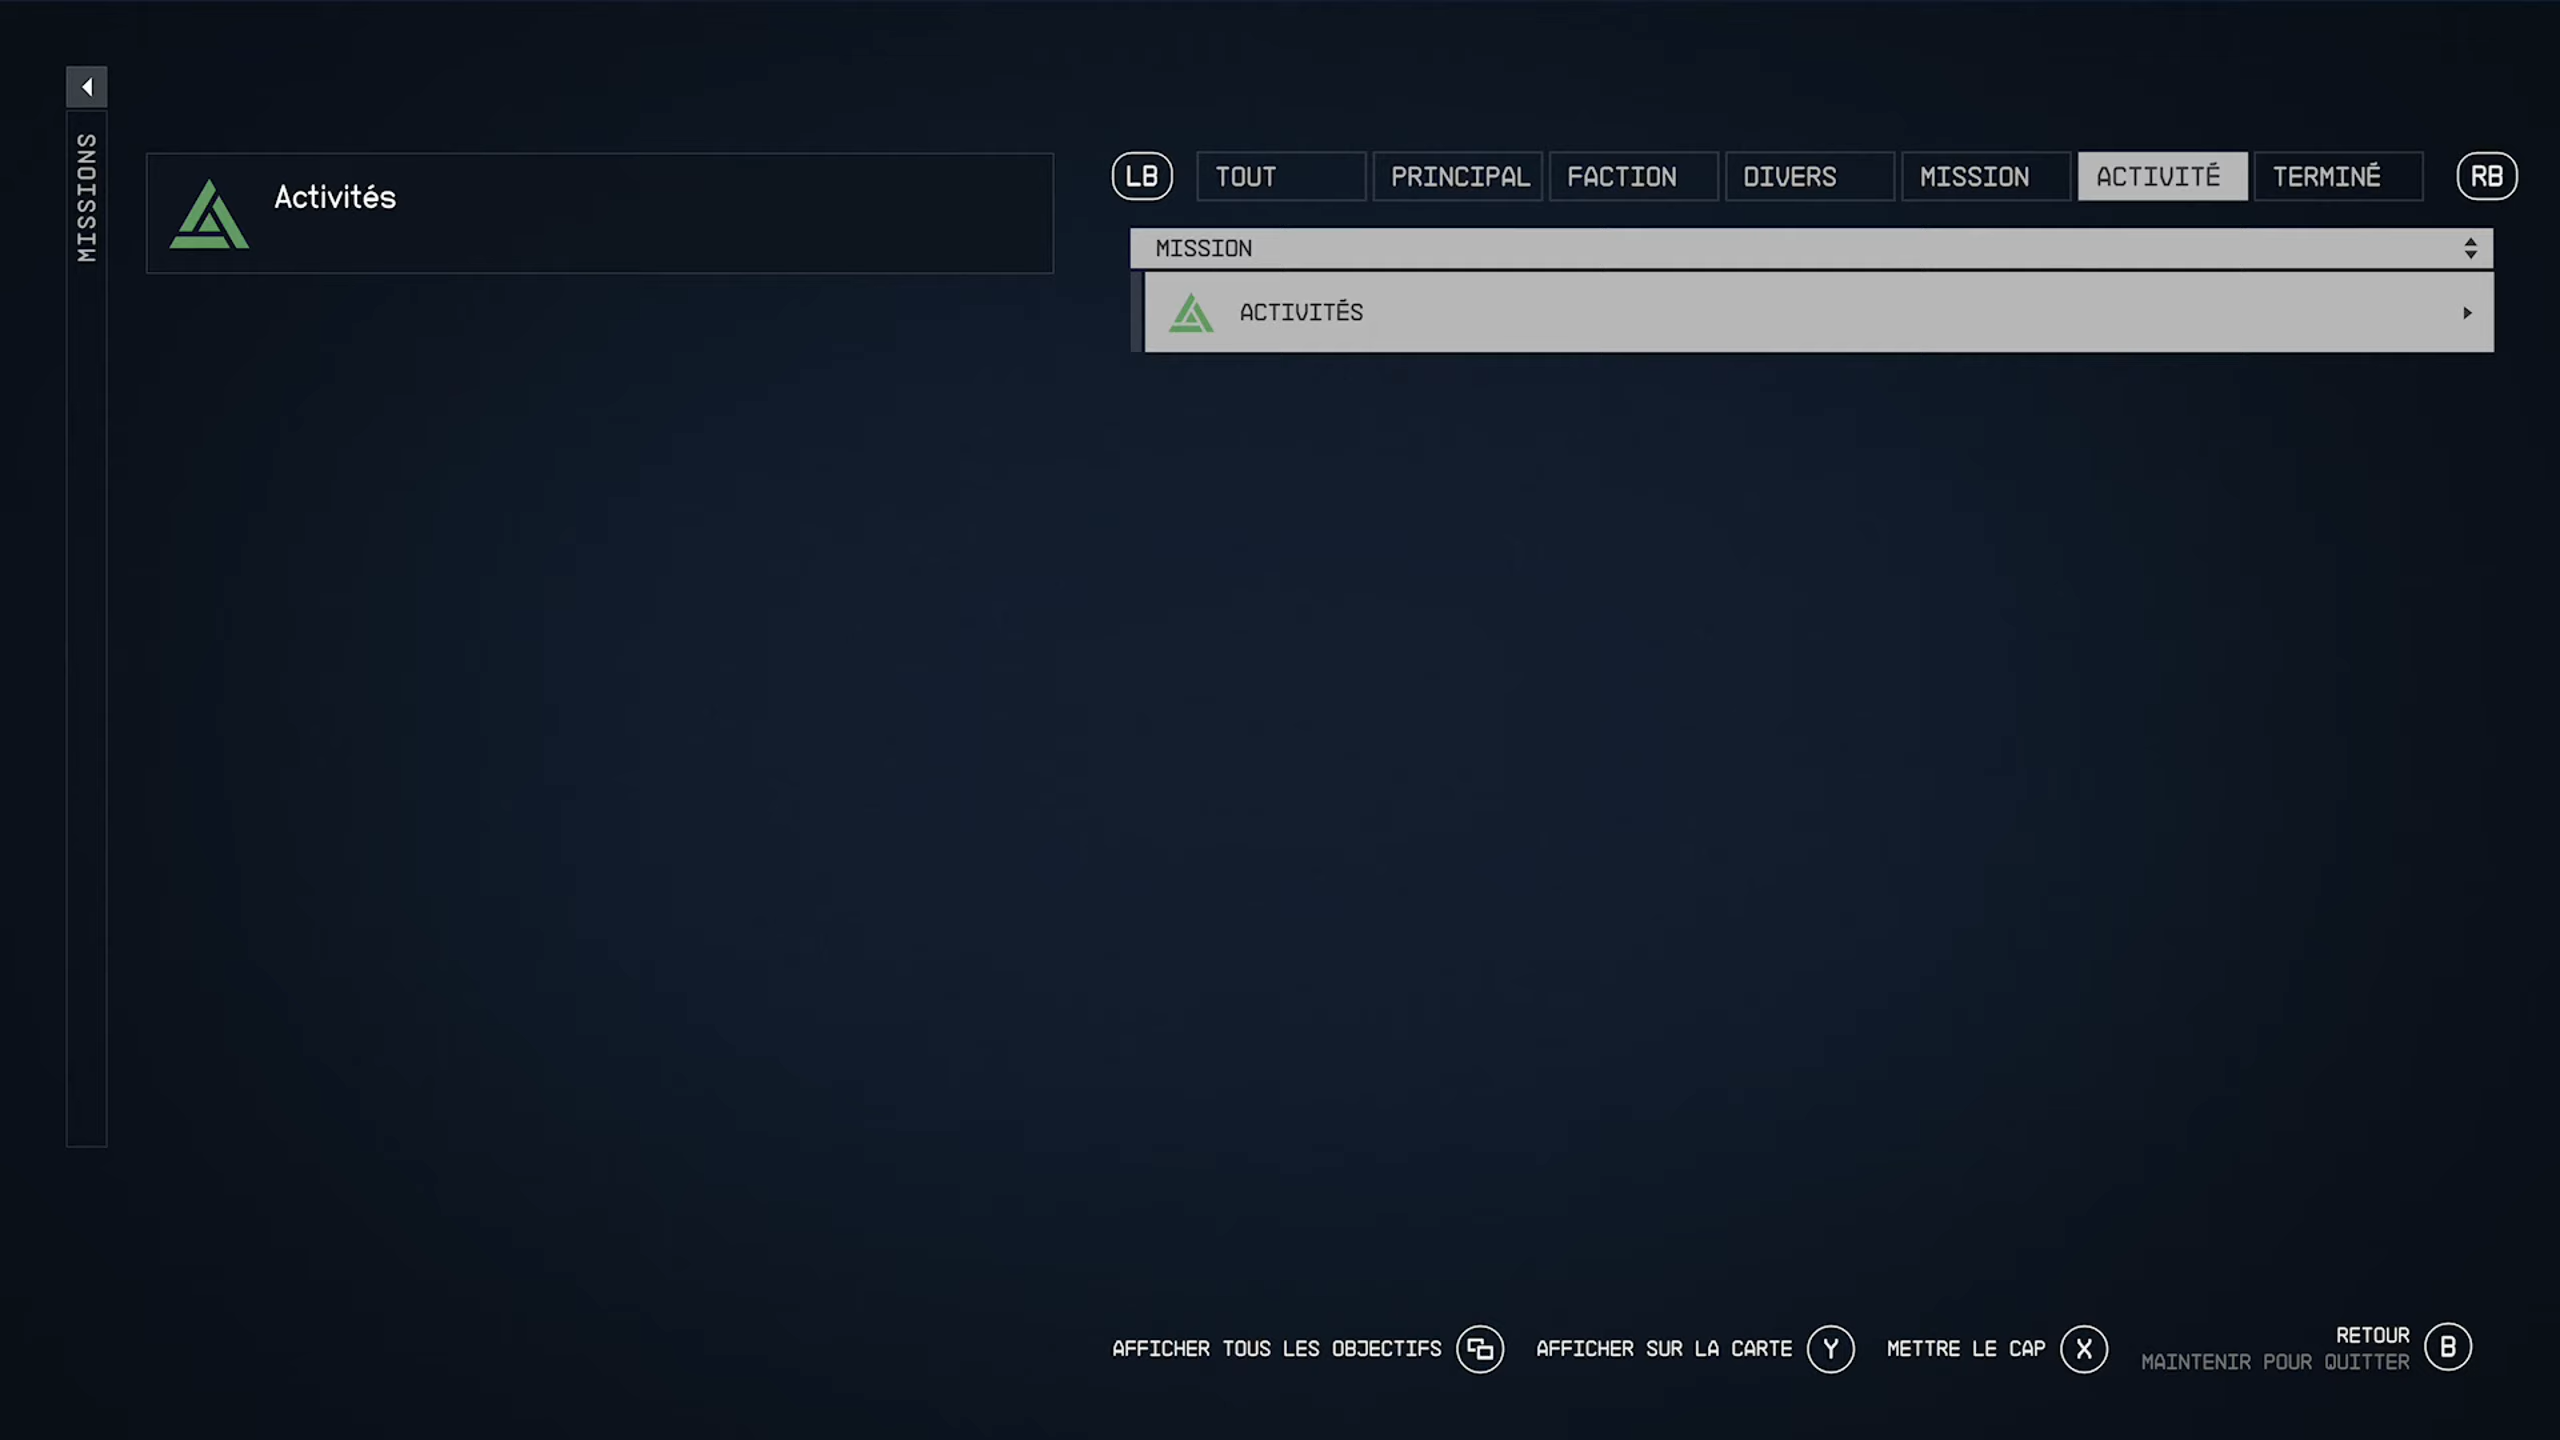 MISSIONS
Activités
LB TOUT PRINCIPAL FACTION DIVERS MISSION ACTIVITÉ TERMINÉ RB
MISSION
ACTIVITÉS
AFFICHER TOUS LES OBJECTIFS AFFICHER SUR LA CARTE Y METTRE LE CAP X RETOUR B
MAINTENIR POUR QUITTER